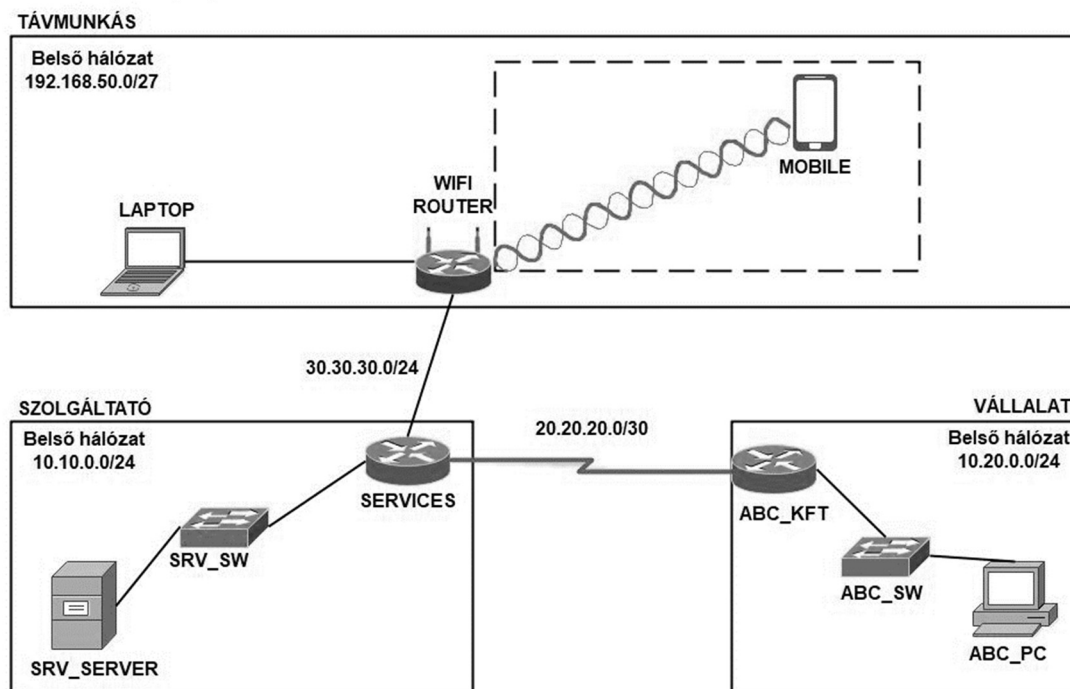 TÁVMUNKÁS
Belső hálózat
192.168.50.0/27
MOBILE
WIFI
ROUTER
LAPTOP
30.30.30.0/24
SZOLGÁLTATÓ
Belső hálózat
10.10.0.0/24
SERVICES
SRV_SW
SRV_SERVER
20.20.20.0/30
VÁLLALAT
Belső hálózat
10.20.0.0/24
ABC_KFT
ABC_SW
ABC_PC